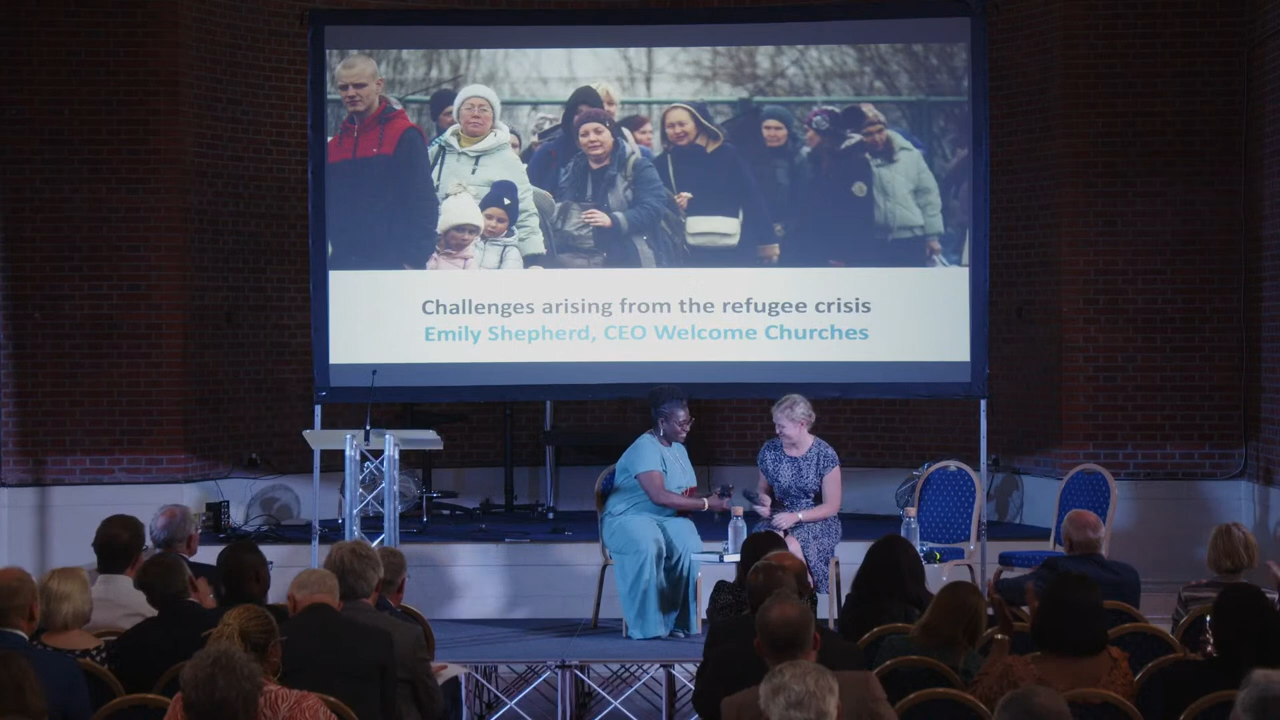 Challenges arising from the refugee crisis
Emily Shepherd, CEO Welcome Churches